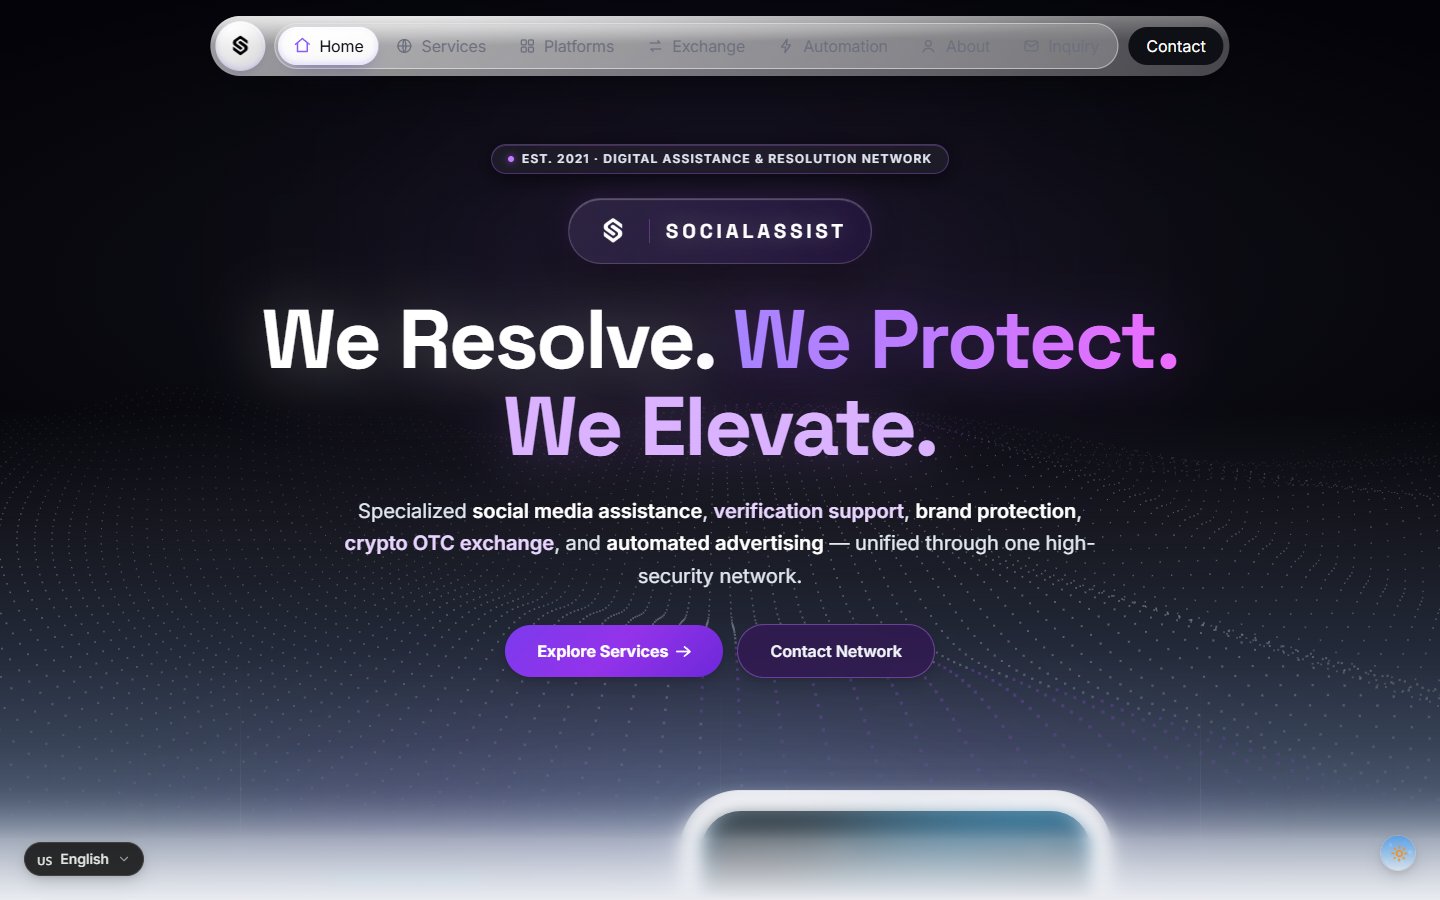 Home
Services
Platforms
Exchange
Automation
About
Inquiry
Contact
EST. 2021 · DIGITAL ASSISTANCE & RESOLUTION NETWORK
SOCIALASSIST
We Resolve. We Protect.
We Elevate.
Specialized social media assistance, verification support, brand protection,
crypto OTC exchange, and automated advertising — unified through one high-
security network.
Explore Services →
Contact Network
US English